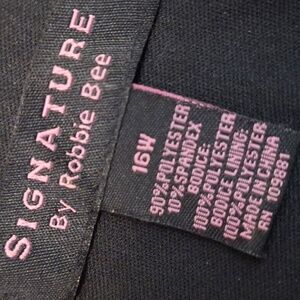 SIGNATURE
By Robbie Bee
16W
90% POLYESTER
10% SPANDEX
BODICE:
100% POLYESTER
BODICE LINING:
100% POLYESTER
MADE IN CHINA
RN 109861